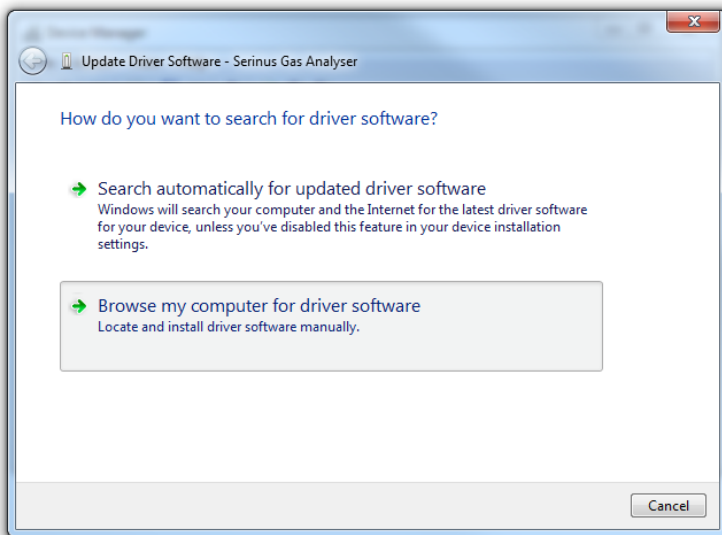 Device Manager
Update Driver Software - Serinus Gas Analyser
How do you want to search for driver software?
Search automatically for updated driver software
Windows will search your computer and the Internet for the latest driver software
for your device, unless you've disabled this feature in your device installation
settings.
Browse my computer for driver software
Locate and install driver software manually.
Cancel